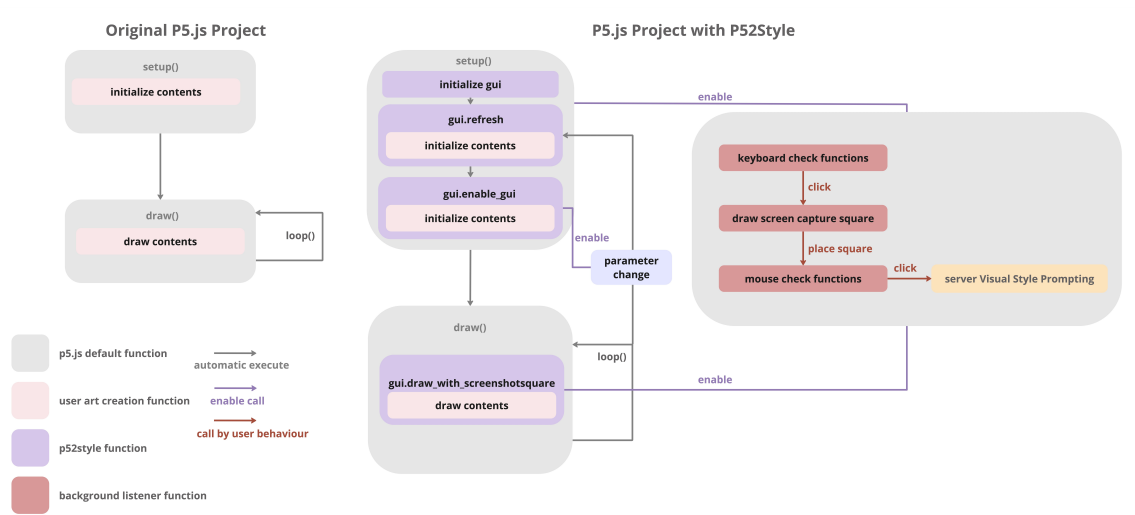 Original P5.js Project
setup()
initialize contents
draw()
draw contents
loop()
P5.js Project with P52Style
setup()
initialize gui
gui.refresh
initialize contents
gui.enable_gui
initialize contents
enable
parameter
change
draw()
loop()
gui.draw_with_screenshotsquare
draw contents
enable
enable
keyboard check functions
click
draw screen capture square
place square
mouse check functions
click
server Visual Style Prompting
p5.js default function
user art creation function
p52style function
background listener function
automatic execute
enable call
call by user behaviour